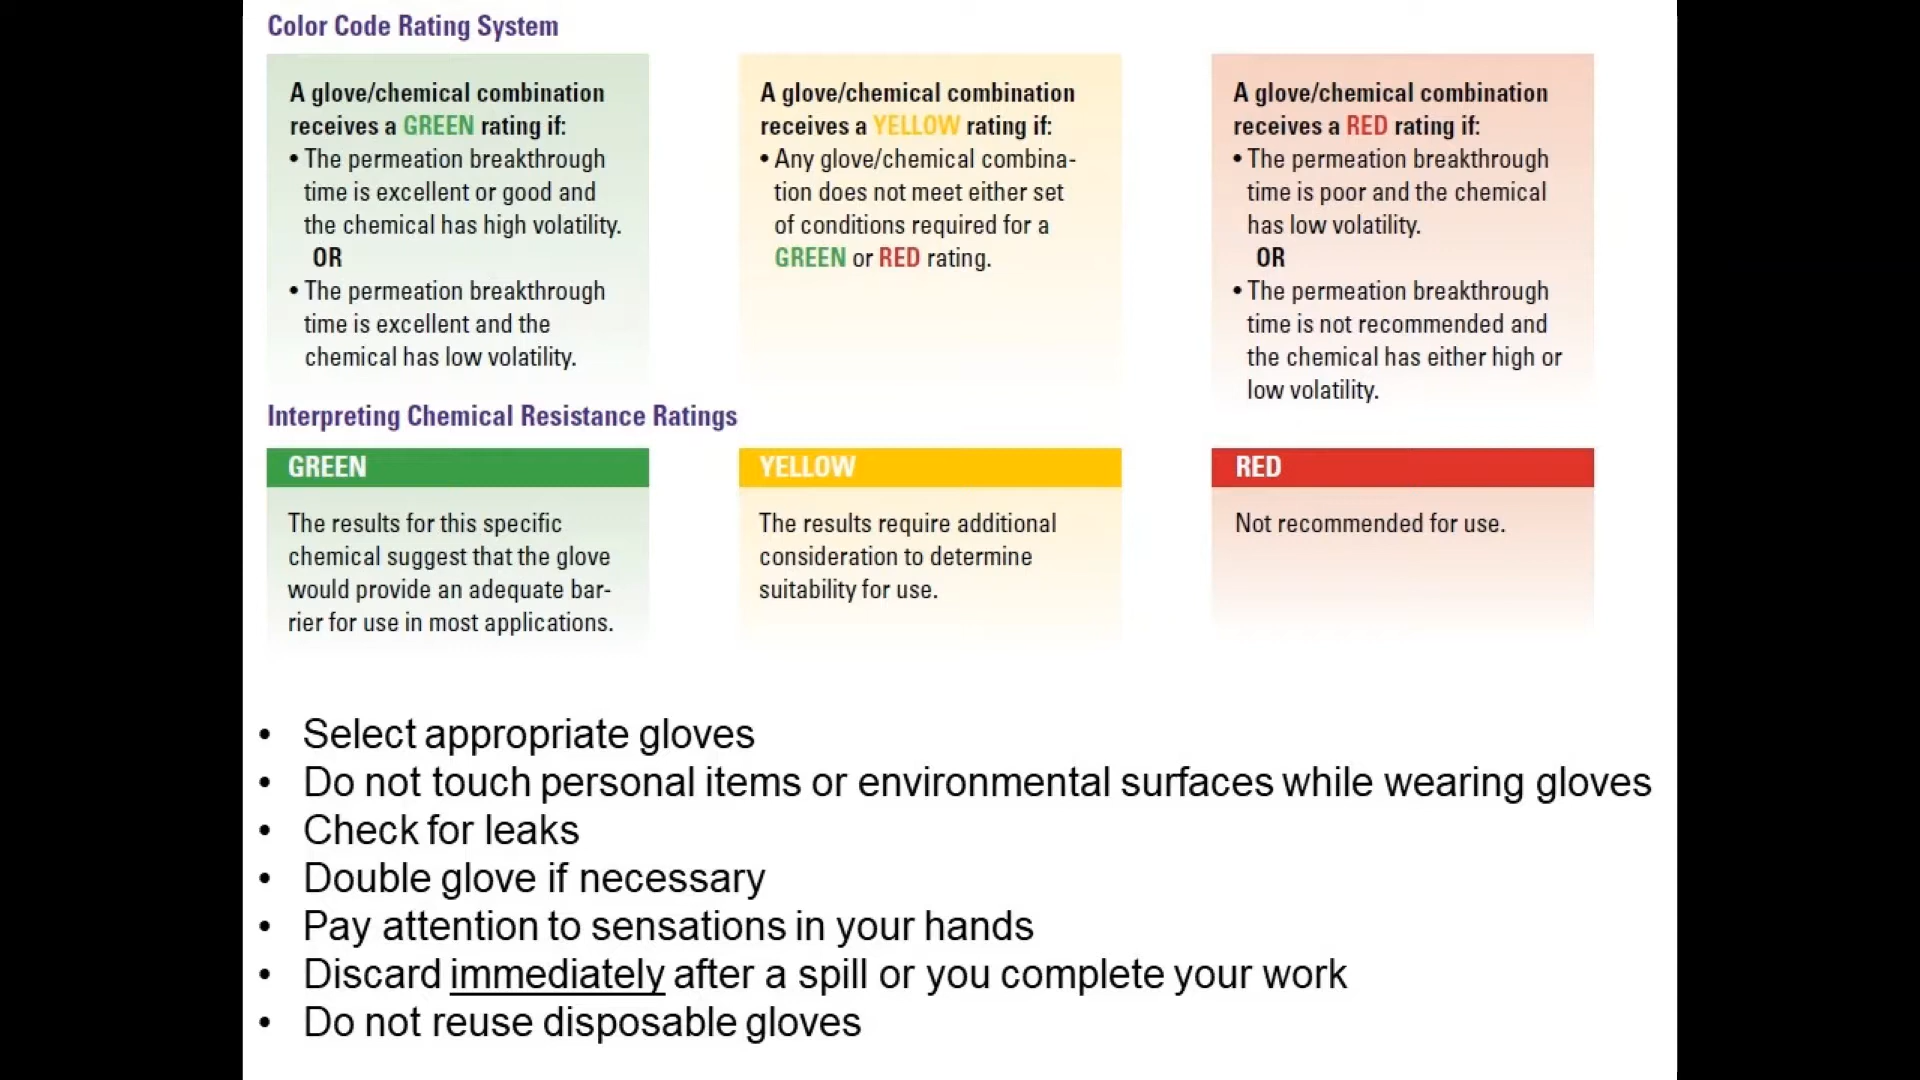 Color Code Rating System
A glove/chemical combination
receives a GREEN rating if:
• The permeation breakthrough
time is excellent or good and
the chemical has high volatility.
OR
• The permeation breakthrough
time is excellent and the
chemical has low volatility.
A glove/chemical combination
receives a YELLOW rating if:
• Any glove/chemical combina-
tion does not meet either set
of conditions required for a
GREEN or RED rating.
A glove/chemical combination
receives a RED rating if:
• The permeation breakthrough
time is poor and the chemical
has low volatility.
OR
• The permeation breakthrough
time is not recommended and
the chemical has either high or
low volatility.
Interpreting Chemical Resistance Ratings
GREEN
The results for this specific
chemical suggest that the glove
would provide an adequate bar-
rier for use in most applications.
YELLOW
The results require additional
consideration to determine
suitability for use.
RED
Not recommended for use.
• Select appropriate gloves
• Do not touch personal items or environmental surfaces while wearing gloves
• Check for leaks
• Double glove if necessary
• Pay attention to sensations in your hands
• Discard immediately after a spill or you complete your work
• Do not reuse disposable gloves